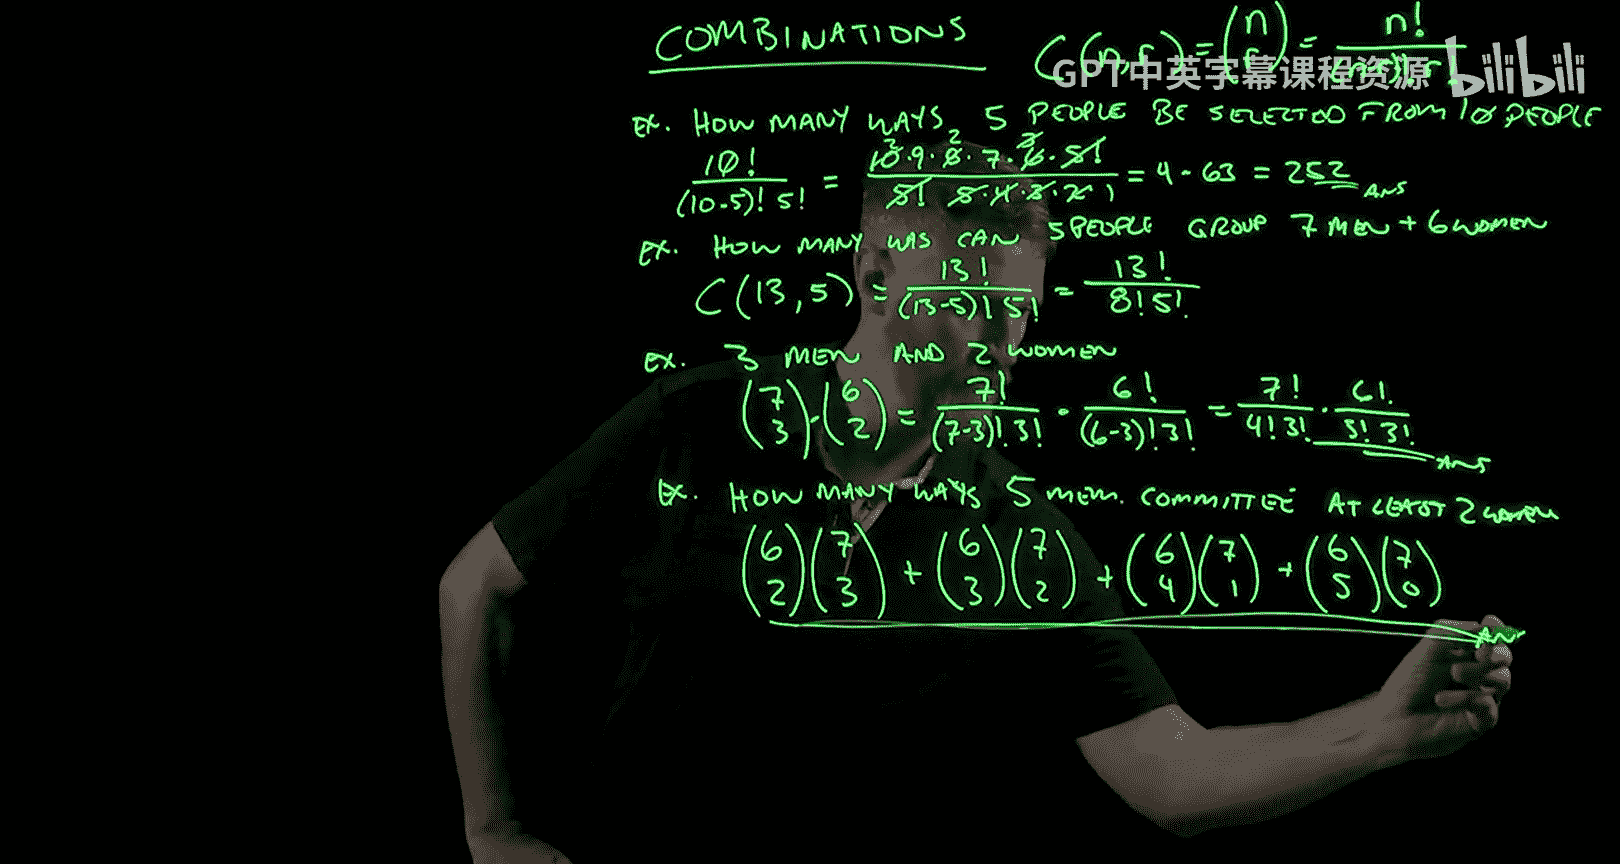 COMBINATIONS C(n,r) = (n r) = n! / (n-r)! r!
GPT中英字幕课程资源 bilibili
EX. HOW MANY WAYS 5 PEOPLE BE SELECTED FROM 10 PEOPLE
10! / (10-5)! 5! = 10·9·8·7·6·5! / 5! 5·4·3·2·1 = 4·63 = 252 ANS
EX. HOW MANY WAS CAN 5 PEOPLE GROUP 7 MEN + 6 WOMEN
C(13,5) = 13! / (13-5)! 5! = 13! / 8! 5!
EX. 3 MEN AND 2 WOMEN
(7 3)·(6 2) = 7! / (7-3)! 3! · 6! / (6-3)! 3! = 7! / 4! 3! · 6! / 3! 3! ANS
EX. HOW MANY WAYS 5 MEM. COMMITTEE AT LEAST 2 WOMEN
(6 2)(7 3) + (6 3)(7 2) + (6 4)(7 1) + (6 5)(7 0)
ANS